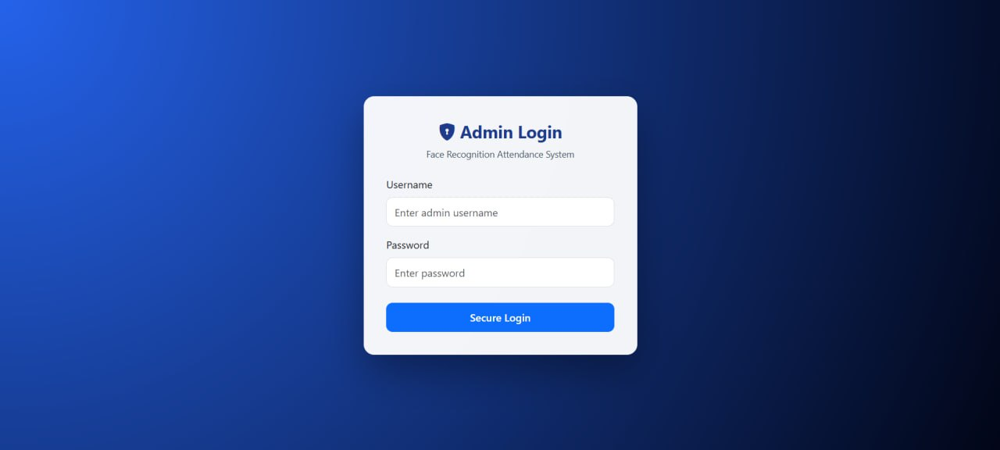 Admin Login
Face Recognition Attendance System
Username
Enter admin username
Password
Enter password
Secure Login